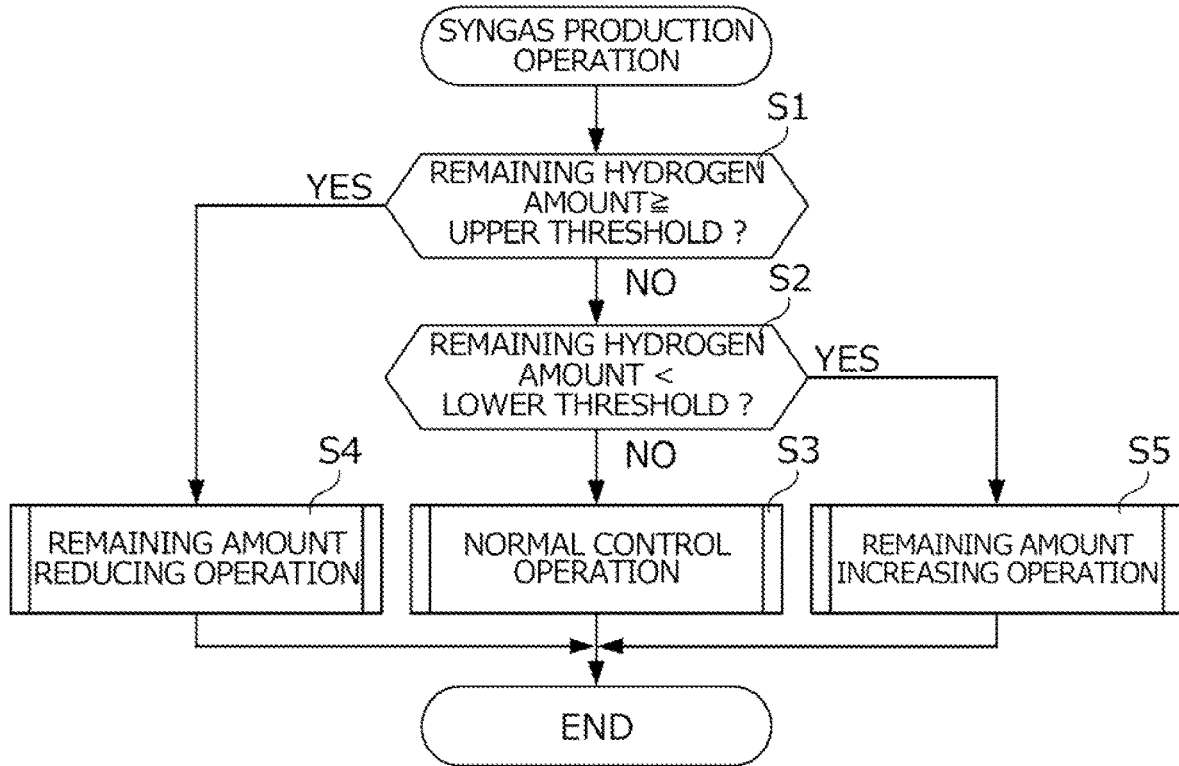 SYNGAS PRODUCTION
OPERATION
S1
REMAINING HYDROGEN
AMOUNT≧
UPPER THRESHOLD ?
YES
NO
S2
REMAINING HYDROGEN
AMOUNT <
LOWER THRESHOLD ?
YES
NO
S4
REMAINING AMOUNT
REDUCING OPERATION
S3
NORMAL CONTROL
OPERATION
S5
REMAINING AMOUNT
INCREASING OPERATION
END